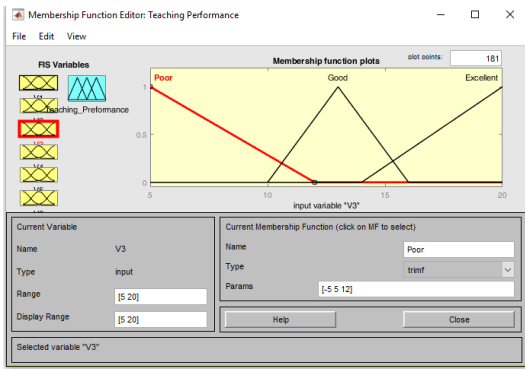 Membership Function Editor: Teaching Performance
File Edit View
FIS Variables
Membership function plots
plot points: 181
Teaching_Preformance
V3
Poor Good Excellent
1
0.5
0
5 10 15 20
input variable "V3"
Current Variable
Name V3
Type input
Range [5 20]
Display Range [5 20]
Current Membership Function (click on MF to select)
Name Poor
Type trimf
Params [-5 5 12]
Help Close
Selected variable "V3"